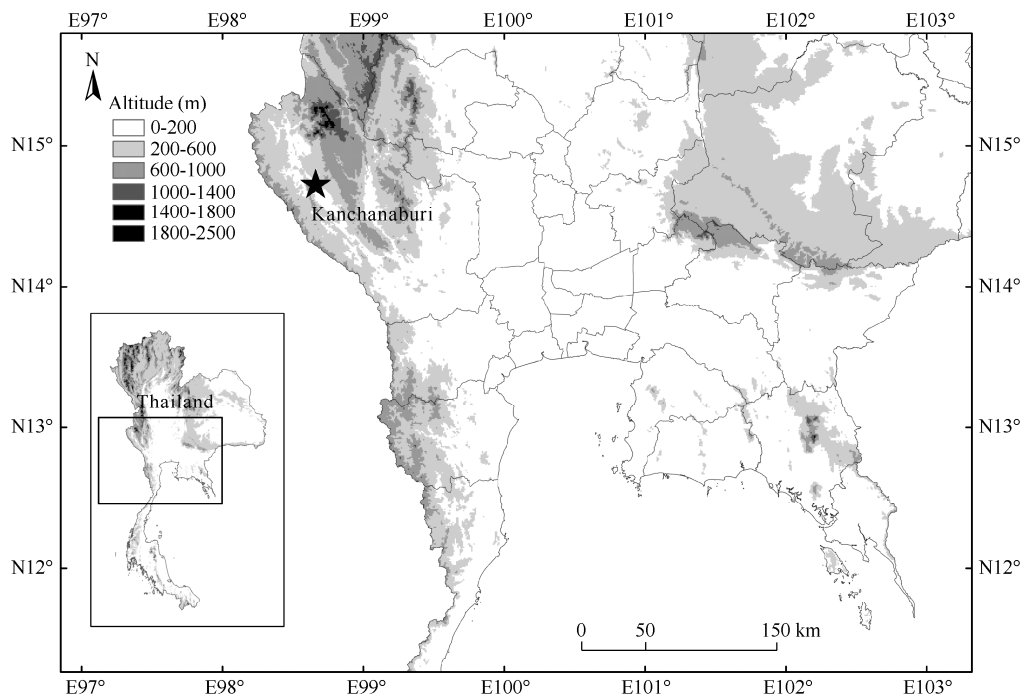 E97° E98° E99° E100° E101° E102° E103°
N
Altitude (m)
0-200
200-600
600-1000
1000-1400
1400-1800
1800-2500
N15° N15°
Kanchanaburi
N14° N14°
Thailand
N13° N13°
N12° N12°
0 50 150 km
E97° E98° E99° E100° E101° E102° E103°